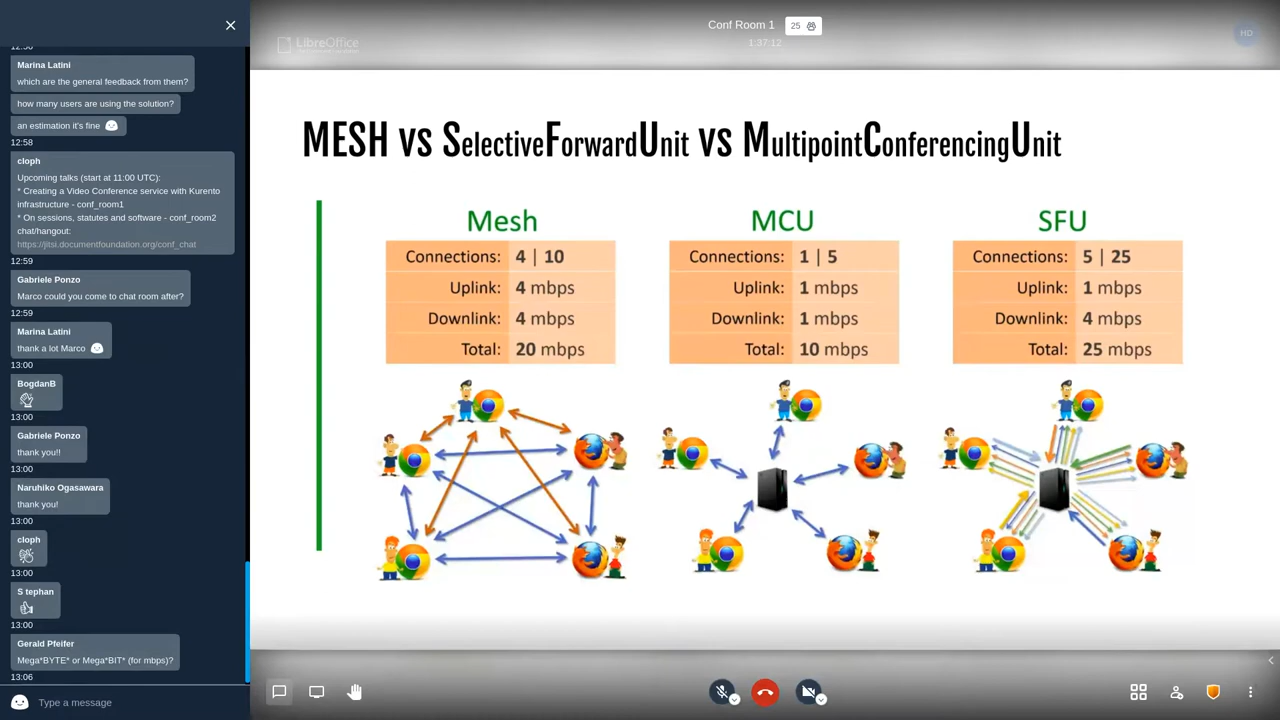 Marina Latini
which are the general feedback from them?
how many users are using the solution?
an estimation it's fine
12:58
cloph
Upcoming talks (start at 11:00 UTC):
* Creating a Video Conference service with Kurento
infrastructure - conf_room1
* On sessions, statutes and software - conf_room2
chat/hangout:
https://jitsi.documentfoundation.org/conf_chat
12:59
Gabriele Ponzo
Marco could you come to chat room after?
12:59
Marina Latini
thank a lot Marco
13:00
BogdanB
13:00
Gabriele Ponzo
thank you!!
13:00
Naruhiko Ogasawara
thank you!
13:00
cloph
13:00
S tephan
13:00
Gerald Pfeifer
Mega*BYTE* or Mega*BIT* (for mbps)?
13:06
Type a message
LibreOffice
Conf Room 1 25
1:37:12
HD
MESH vs SelectiveForwardUnit vs MultipointConferencingUnit
Mesh
Connections: 4 | 10
Uplink: 4 mbps
Downlink: 4 mbps
Total: 20 mbps
MCU
Connections: 1 | 5
Uplink: 1 mbps
Downlink: 1 mbps
Total: 10 mbps
SFU
Connections: 5 | 25
Uplink: 1 mbps
Downlink: 4 mbps
Total: 25 mbps